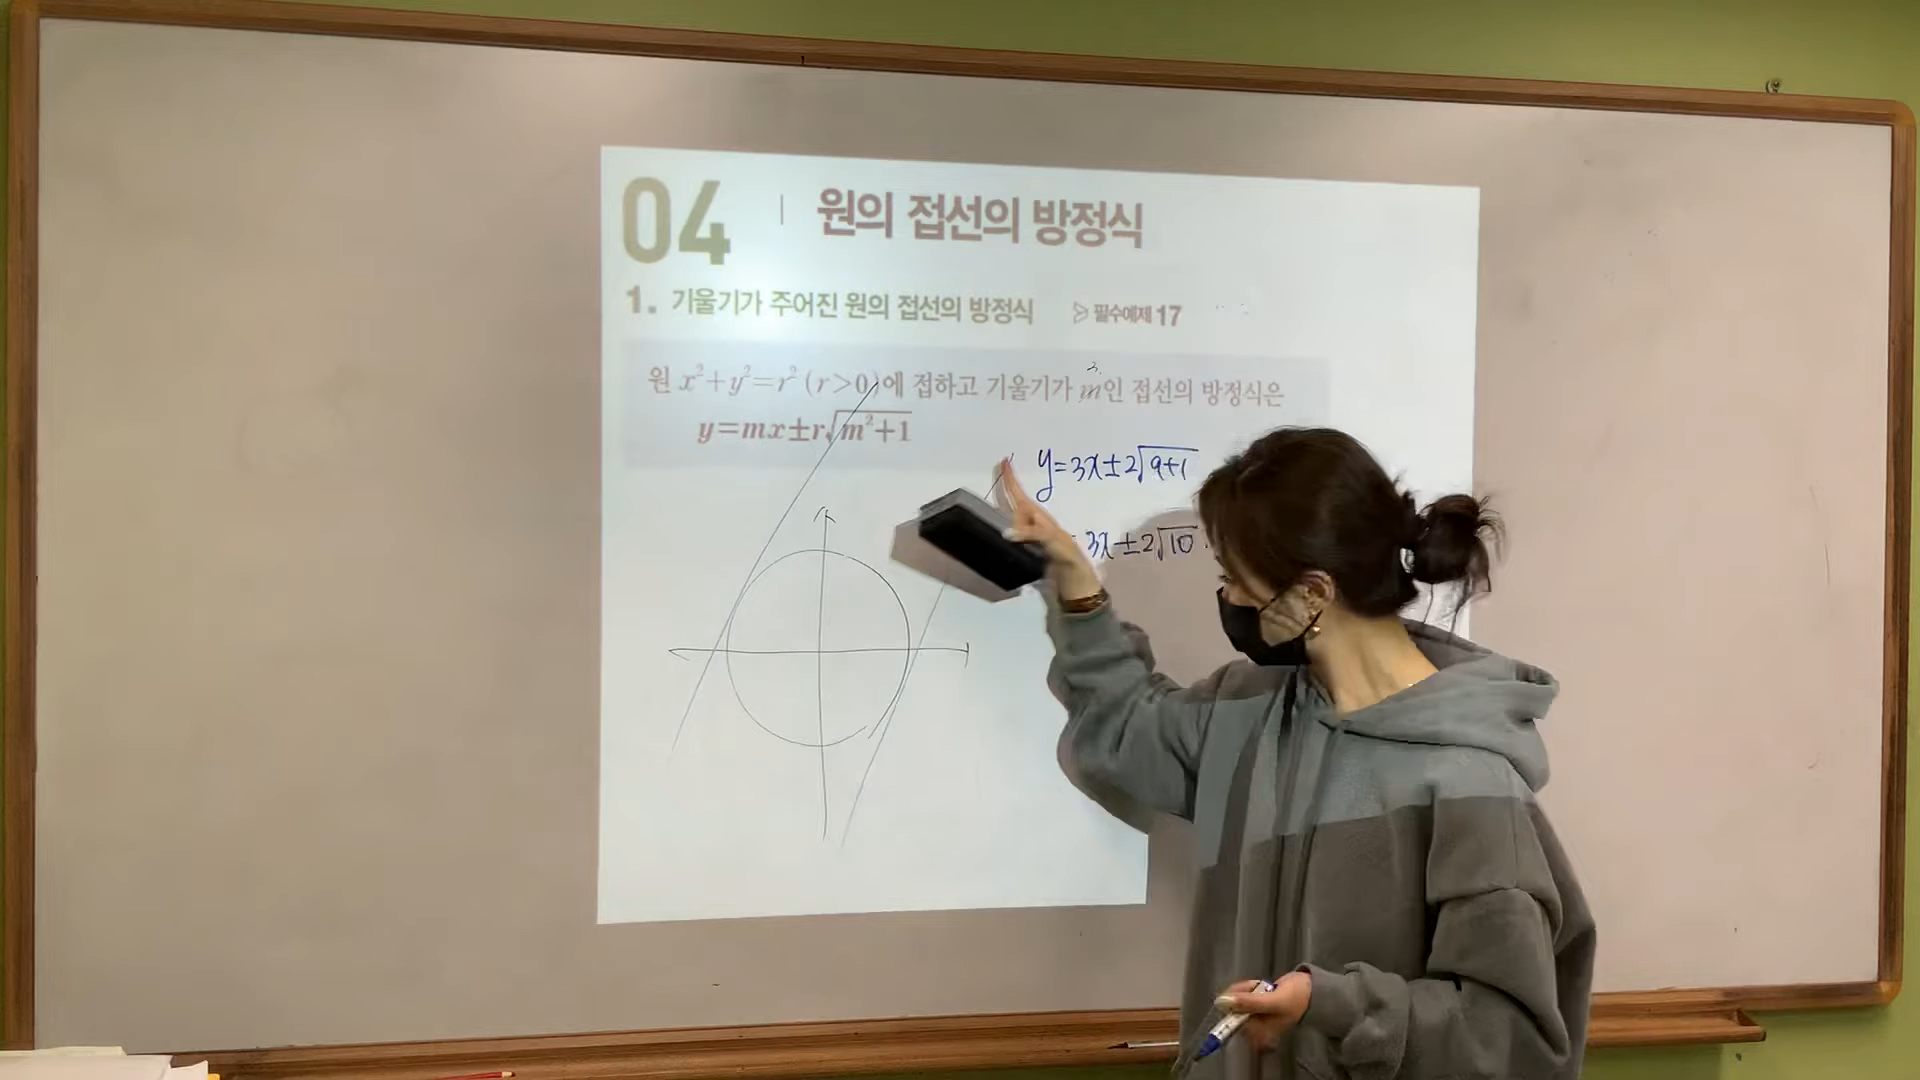 04 | 원의 접선의 방정식
1. 기울기가 주어진 원의 접선의 방정식 ▷ 필수예제 17
3
원 x²+y²=r² (r>0)에 접하고 기울기가 m인 접선의 방정식은
y=mx±r√(m²+1)
y=3x±2√(9+1)
=3x±2√10